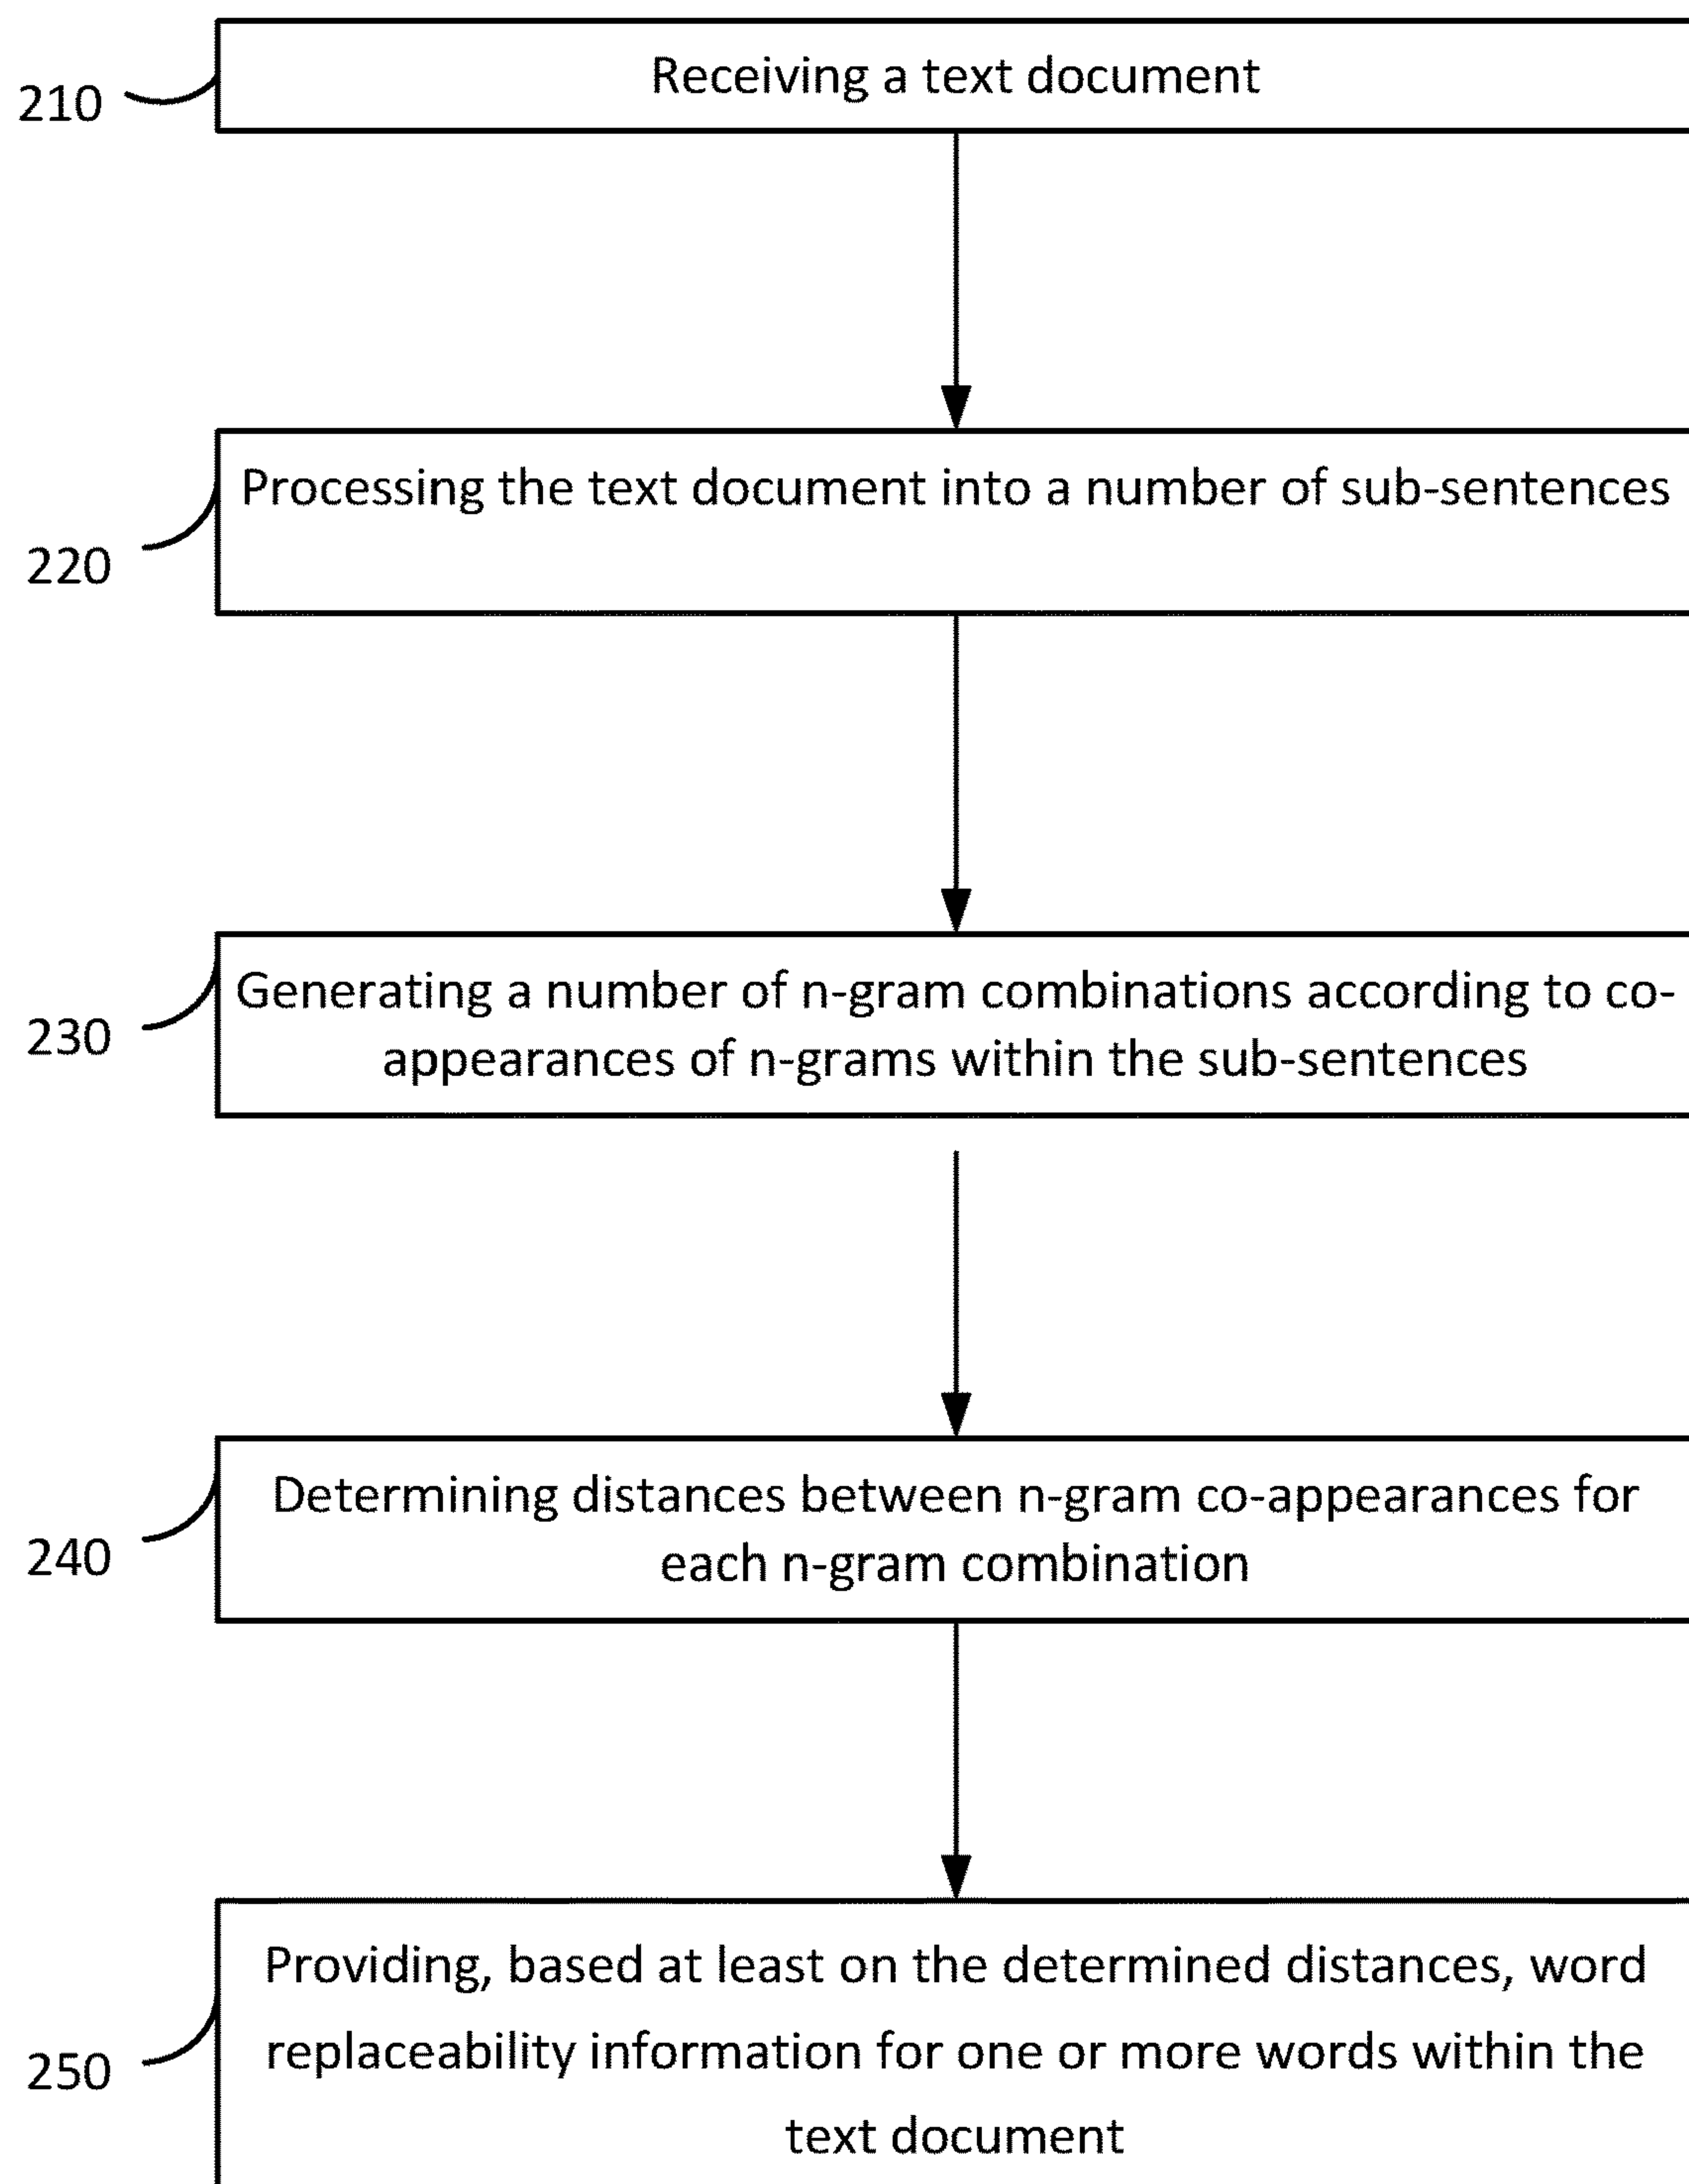 Receiving a text document
210
Processing the text document into a number of sub-sentences
220
Generating a number of n-gram combinations according to co-
appearances of n-grams within the sub-sentences
230
Determining distances between n-gram co-appearances for
each n-gram combination
240
Providing, based at least on the determined distances, word
replaceability information for one or more words within the
text document
250